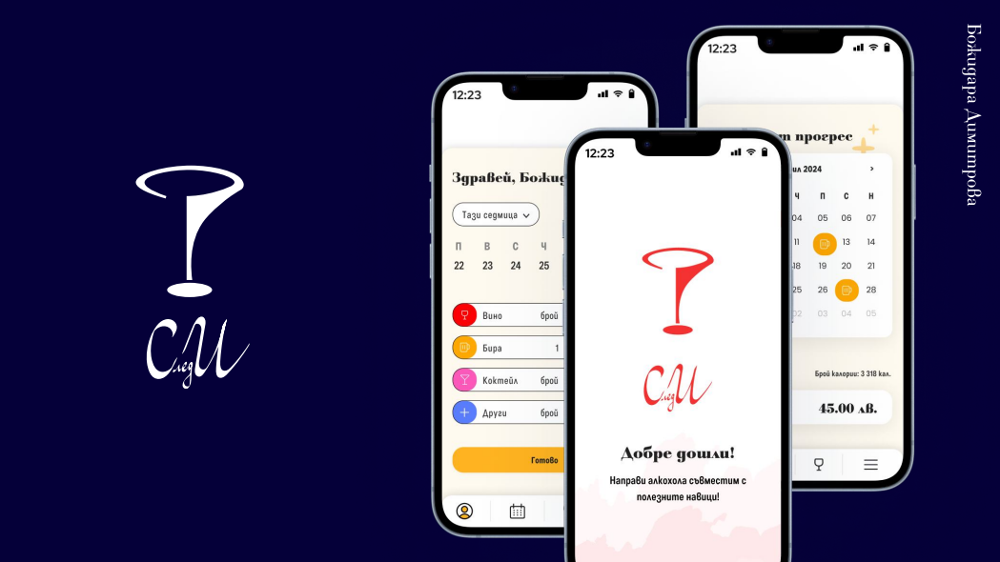 СледИ
12:23
Здравей, Божид
Тази седмица
П В С Ч
22 23 24 25
Вино брой
Бира 1
Коктейл брой
Други брой
Готово
12:23
СледИ
Добре дошли!
Направи алкохола съвместим с
полезните навици!
12:23
т прогрес
ил 2024 >
Ч П С Н
04 05 06 07
11 13 14
18 19 20 21
25 26 28
02 03 04 05
Брой калории: 3 318 кал.
45.00 лв.
Божидара Димитрова